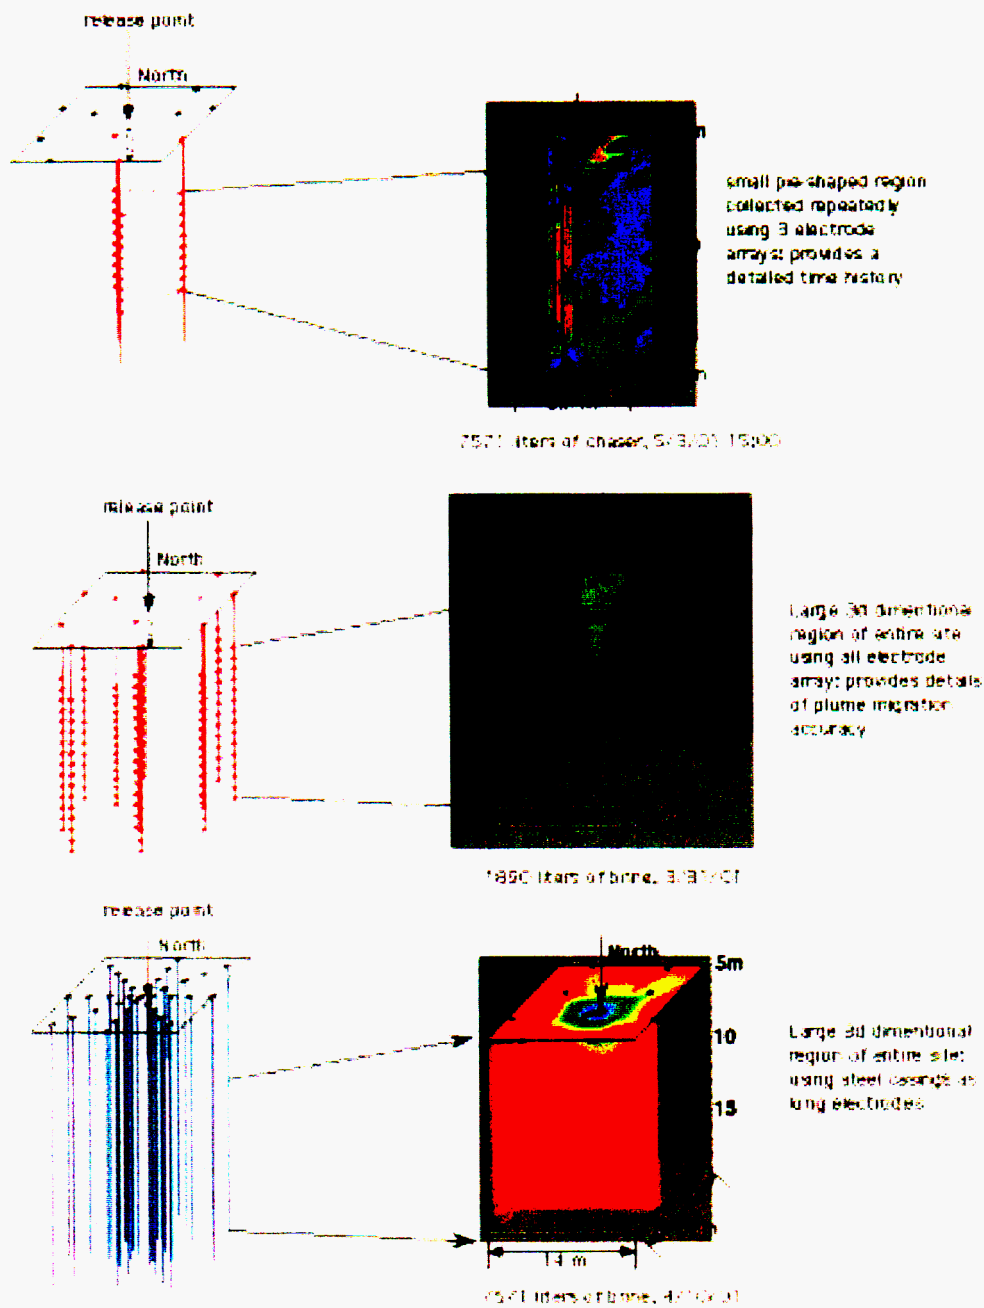 release point
North
small pie-shaped region
collected repeatedly
using 3 electrode
arrays; provides a
detailed time history
liters of chaser,
release point
North
Large 3d dimentional
region of entire site
using all electrode
array; provides details
of plume migration
accuracy
liters of brine,
release point
North
North
5m
10
15
14 m
Large 3d dimentional
region of entire site;
using steel casings as
long electrodes
liters of brine,